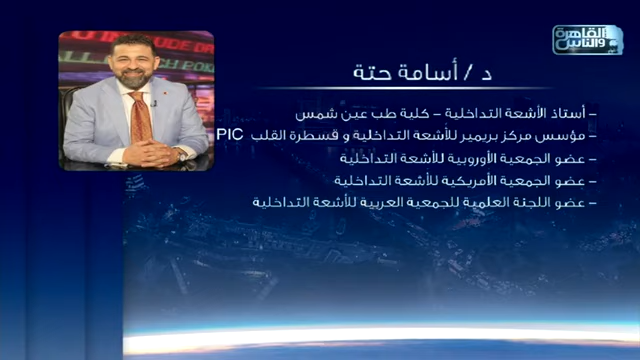 القاهرة
والناس
د / أسامة حتة
– أستاذ الأشعة التداخلية – كلية طب عين شمس
– مؤسس مركز بريمير للأشعة التداخلية و قسطرة القلب PIC
– عضو الجمعية الأوروبية للأشعة التداخلية
– عضو الجمعية الأمريكية للأشعة التداخلية
– عضو اللجنة العلمية للجمعية العربية للأشعة التداخلية